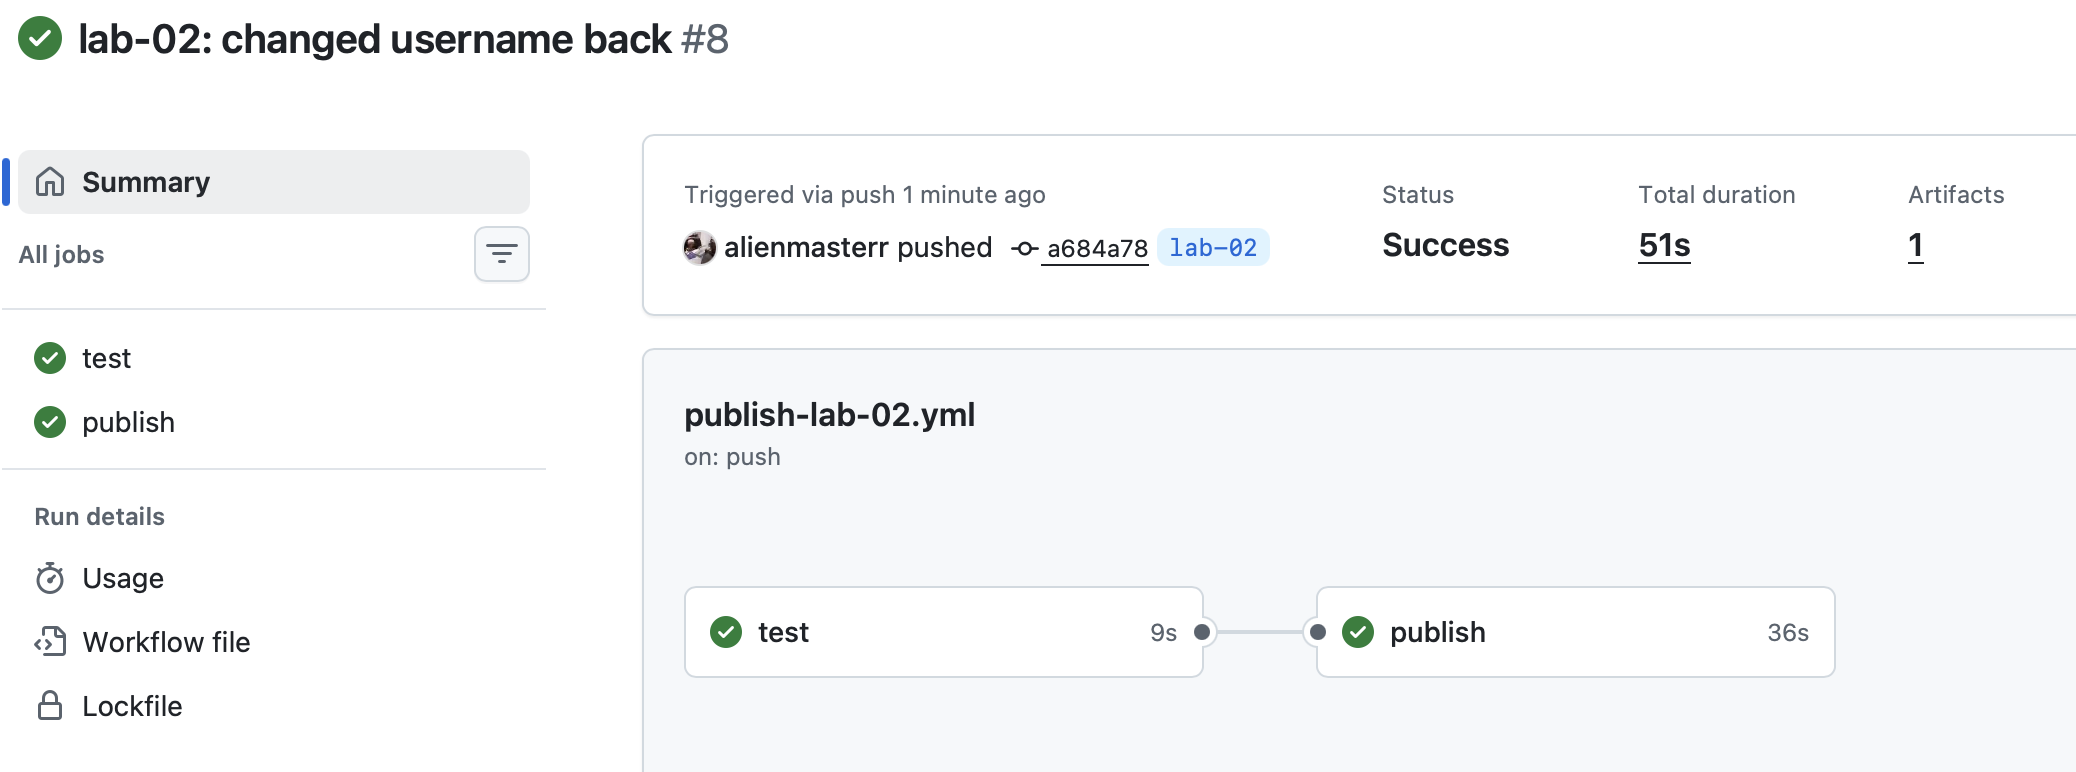 lab-02: changed username back #8
Summary
All jobs
test
publish
Run details
Usage
Workflow file
Lockfile
Triggered via push 1 minute ago
alienmasterr pushed a684a78 lab-02
Status
Success
Total duration
51s
Artifacts
1
publish-lab-02.yml
on: push
test 9s
publish 36s